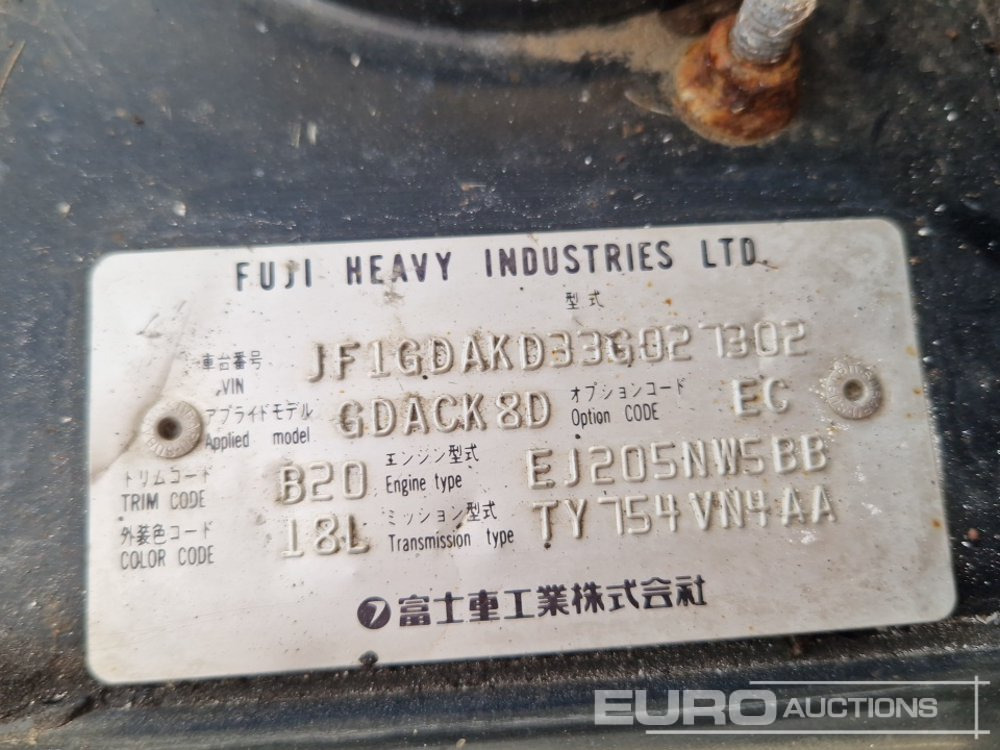 FUJI HEAVY INDUSTRIES LTD.
型式
車台番号 VIN JF1GDAKD33G027302
アプライドモデル Applied model GDACK8D オプションコード Option CODE EC
トリムコード TRIM CODE B20 エンジン型式 Engine type EJ205NW5BB
外装色コード COLOR CODE 18L ミッション型式 Transmission type TY754VN4AA
富士重工業株式会社
EURO AUCTIONS